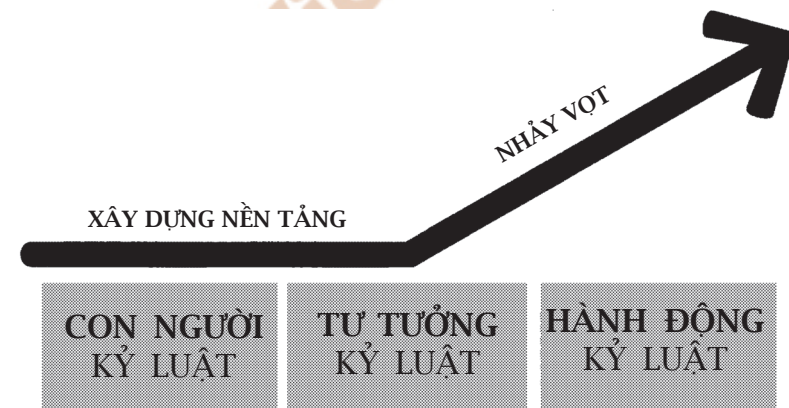 NHẢY VỌT
XÂY DỰNG NỀN TẢNG
CON NGƯỜI
KỶ LUẬT
TƯ TƯỞNG
KỶ LUẬT
HÀNH ĐỘNG
KỶ LUẬT